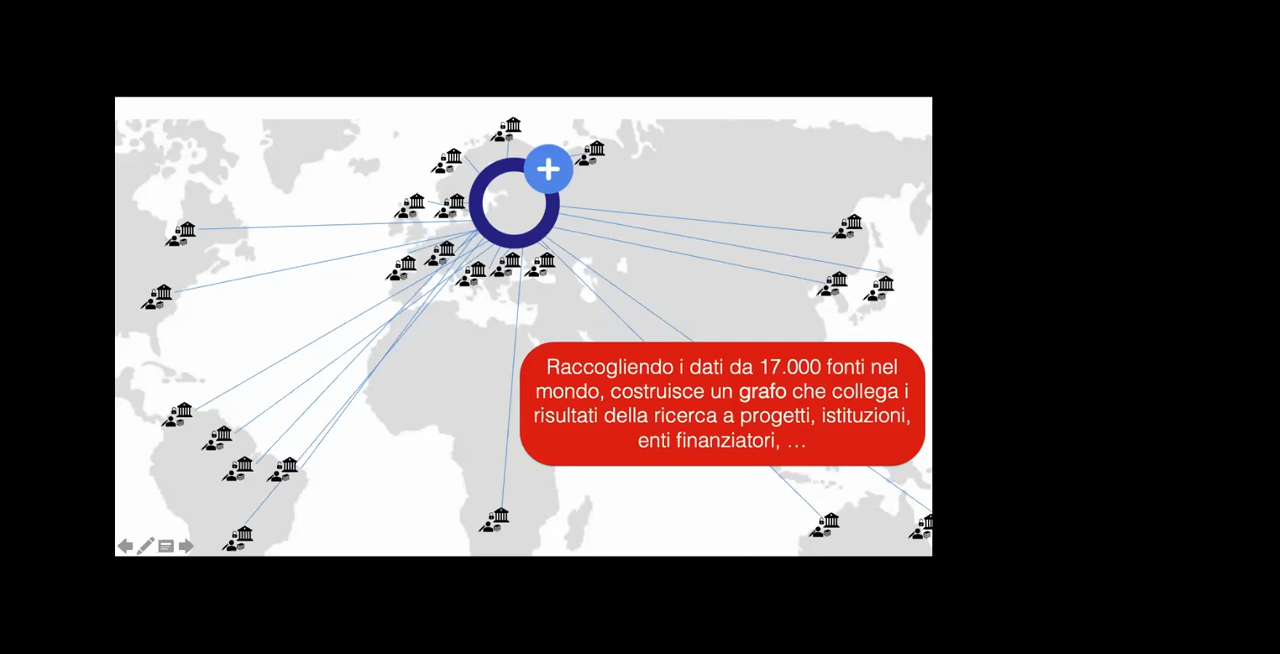 Raccogliendo i dati da 17.000 fonti nel
mondo, costruisce un grafo che collega i
risultati della ricerca a progetti, istituzioni,
enti finanziatori, …